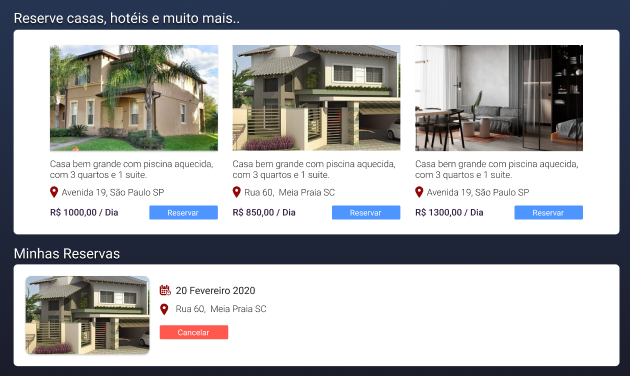 Reserve casas, hotéis e muito mais..
Casa bem grande com piscina aquecida,
com 3 quartos e 1 suite.
Avenida 19, São Paulo SP
R$ 1000,00 / Dia
Reservar
Casa bem grande com piscina aquecida,
com 3 quartos e 1 suite.
Rua 60, Meia Praia SC
R$ 850,00 / Dia
Reservar
Casa bem grande com piscina aquecida,
com 3 quartos e 1 suite.
Avenida 19, São Paulo SP
R$ 1300,00 / Dia
Reservar
Minhas Reservas
20 Fevereiro 2020
Rua 60, Meia Praia SC
Cancelar